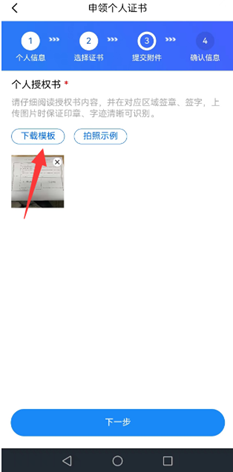 申领个人证书
1 2 3 4
个人信息 选择证书 提交附件 确认信息
个人授权书 *
请仔细阅读授权书内容，并在对应区域签章、签字，上
传图片时保证印章、字迹清晰可识别。
下载模板 拍照示例
下一步